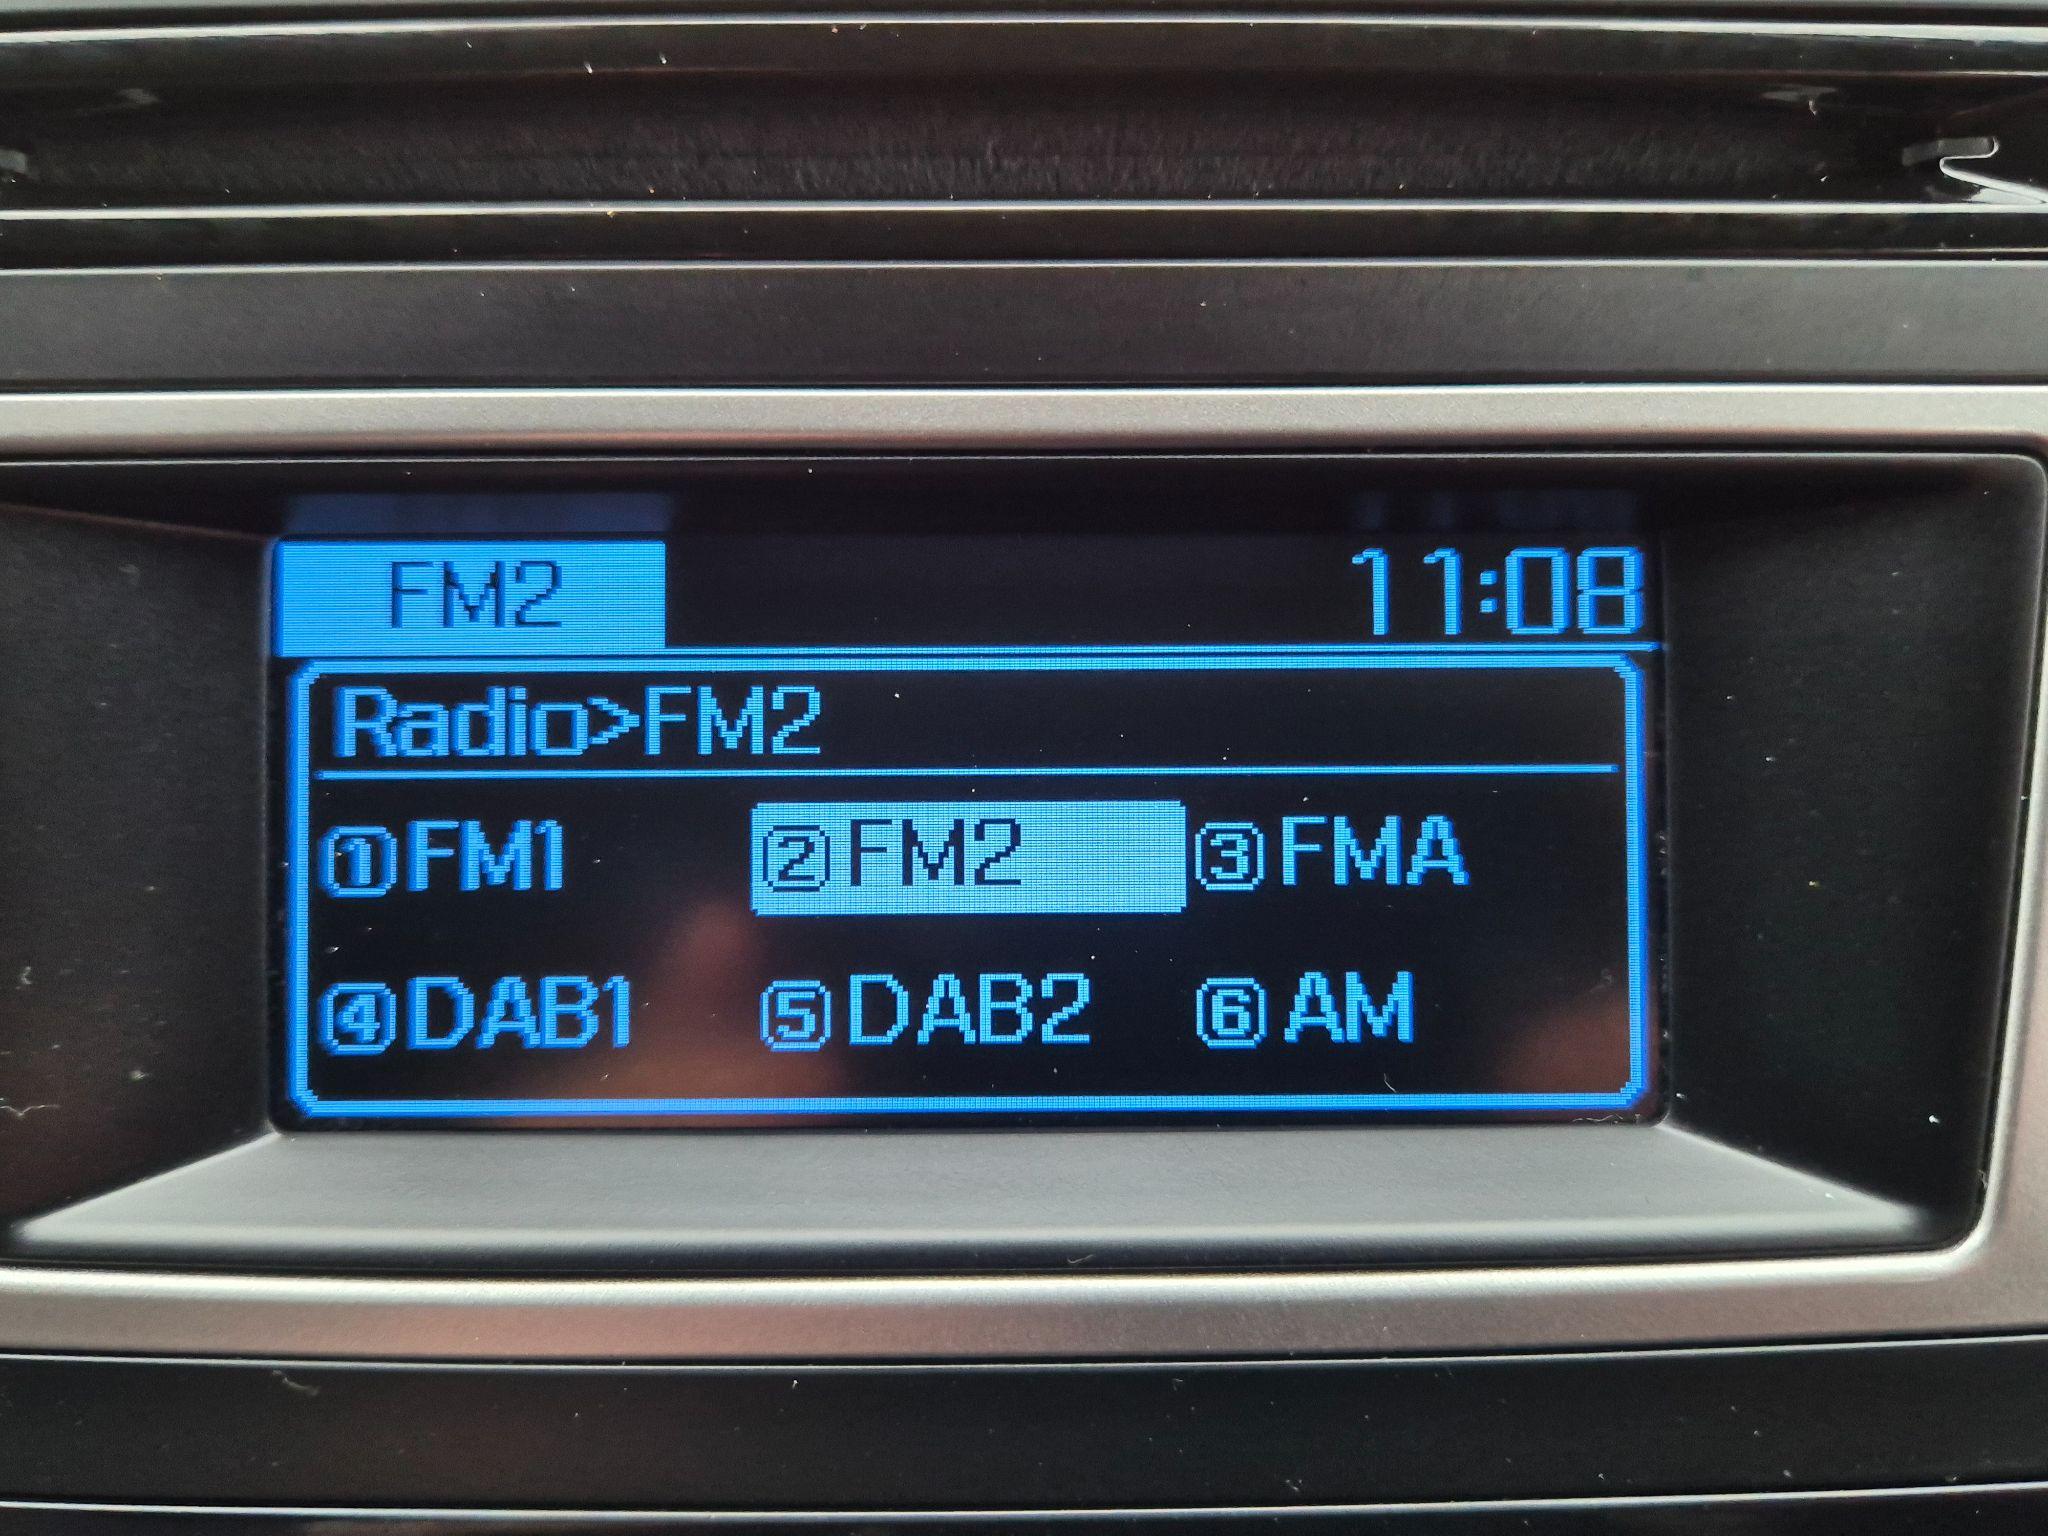 FM2 11:08
Radio>FM2
①FM1 ②FM2 ③FMA
④DAB1 ⑤DAB2 ⑥AM